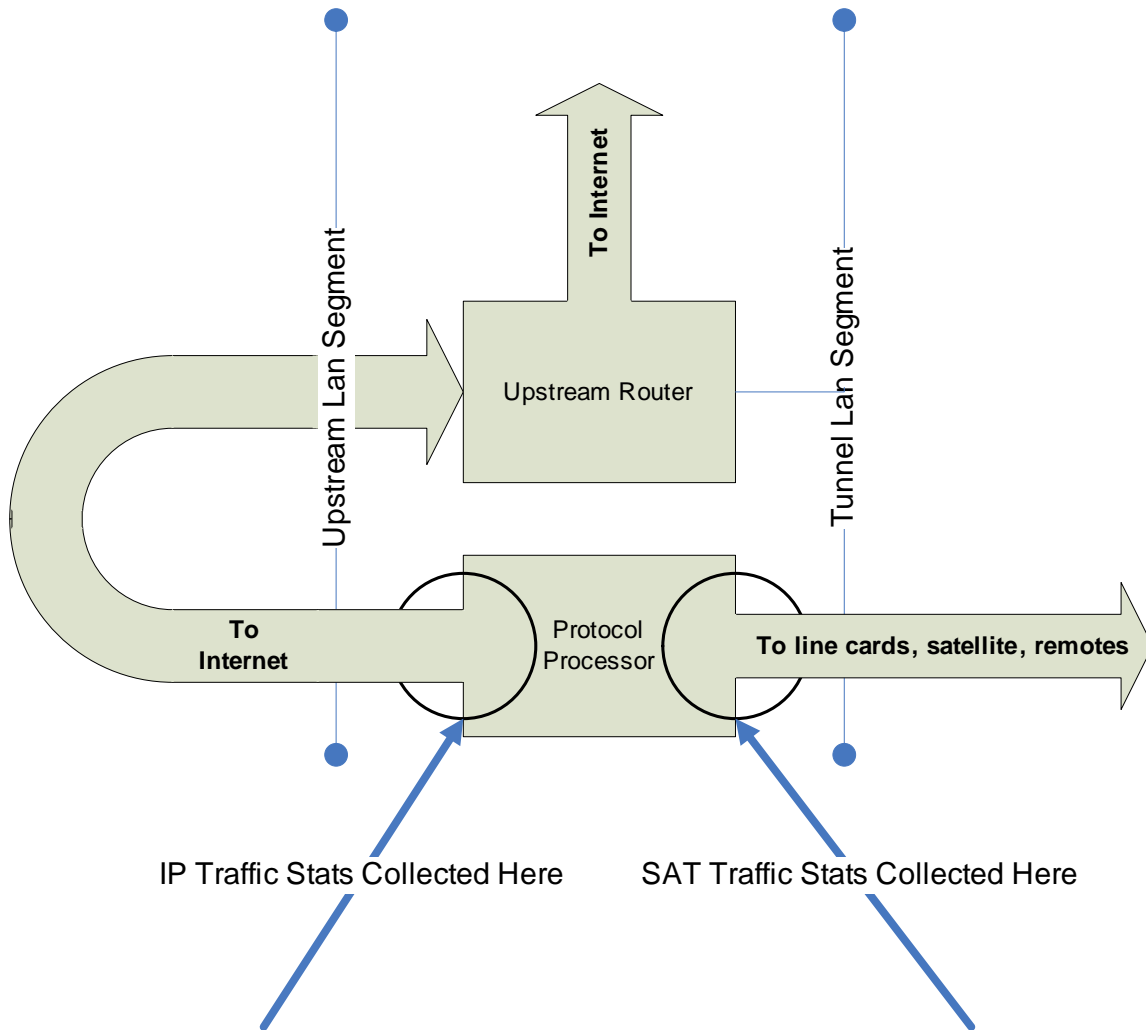 To Internet
Upstream Lan Segment
Tunnel Lan Segment
Upstream Router
To
Internet
Protocol
Processor
To line cards, satellite, remotes
IP Traffic Stats Collected Here
SAT Traffic Stats Collected Here